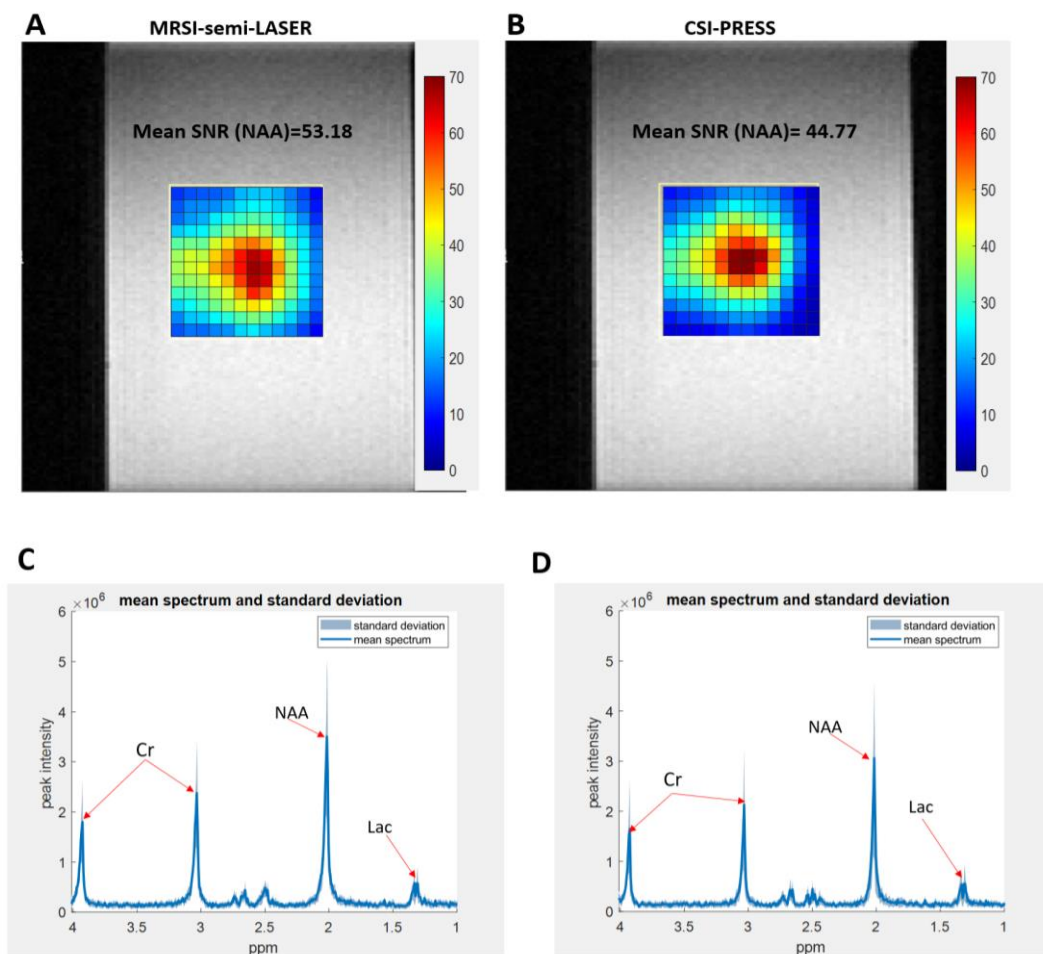 A
MRSI-semi-LASER
Mean SNR (NAA)=53.18
70
60
50
40
30
20
10
0
B
CSI-PRESS
Mean SNR (NAA)= 44.77
70
60
50
40
30
20
10
0
C
mean spectrum and standard deviation
×10⁶
6
5
4
3
2
1
0
peak intensity
standard deviation
mean spectrum
Cr
NAA
Lac
4 3.5 3 2.5 2 1.5 1
ppm
D
mean spectrum and standard deviation
×10⁶
6
5
4
3
2
1
0
peak intensity
standard deviation
mean spectrum
Cr
NAA
Lac
4 3.5 3 2.5 2 1.5 1
ppm